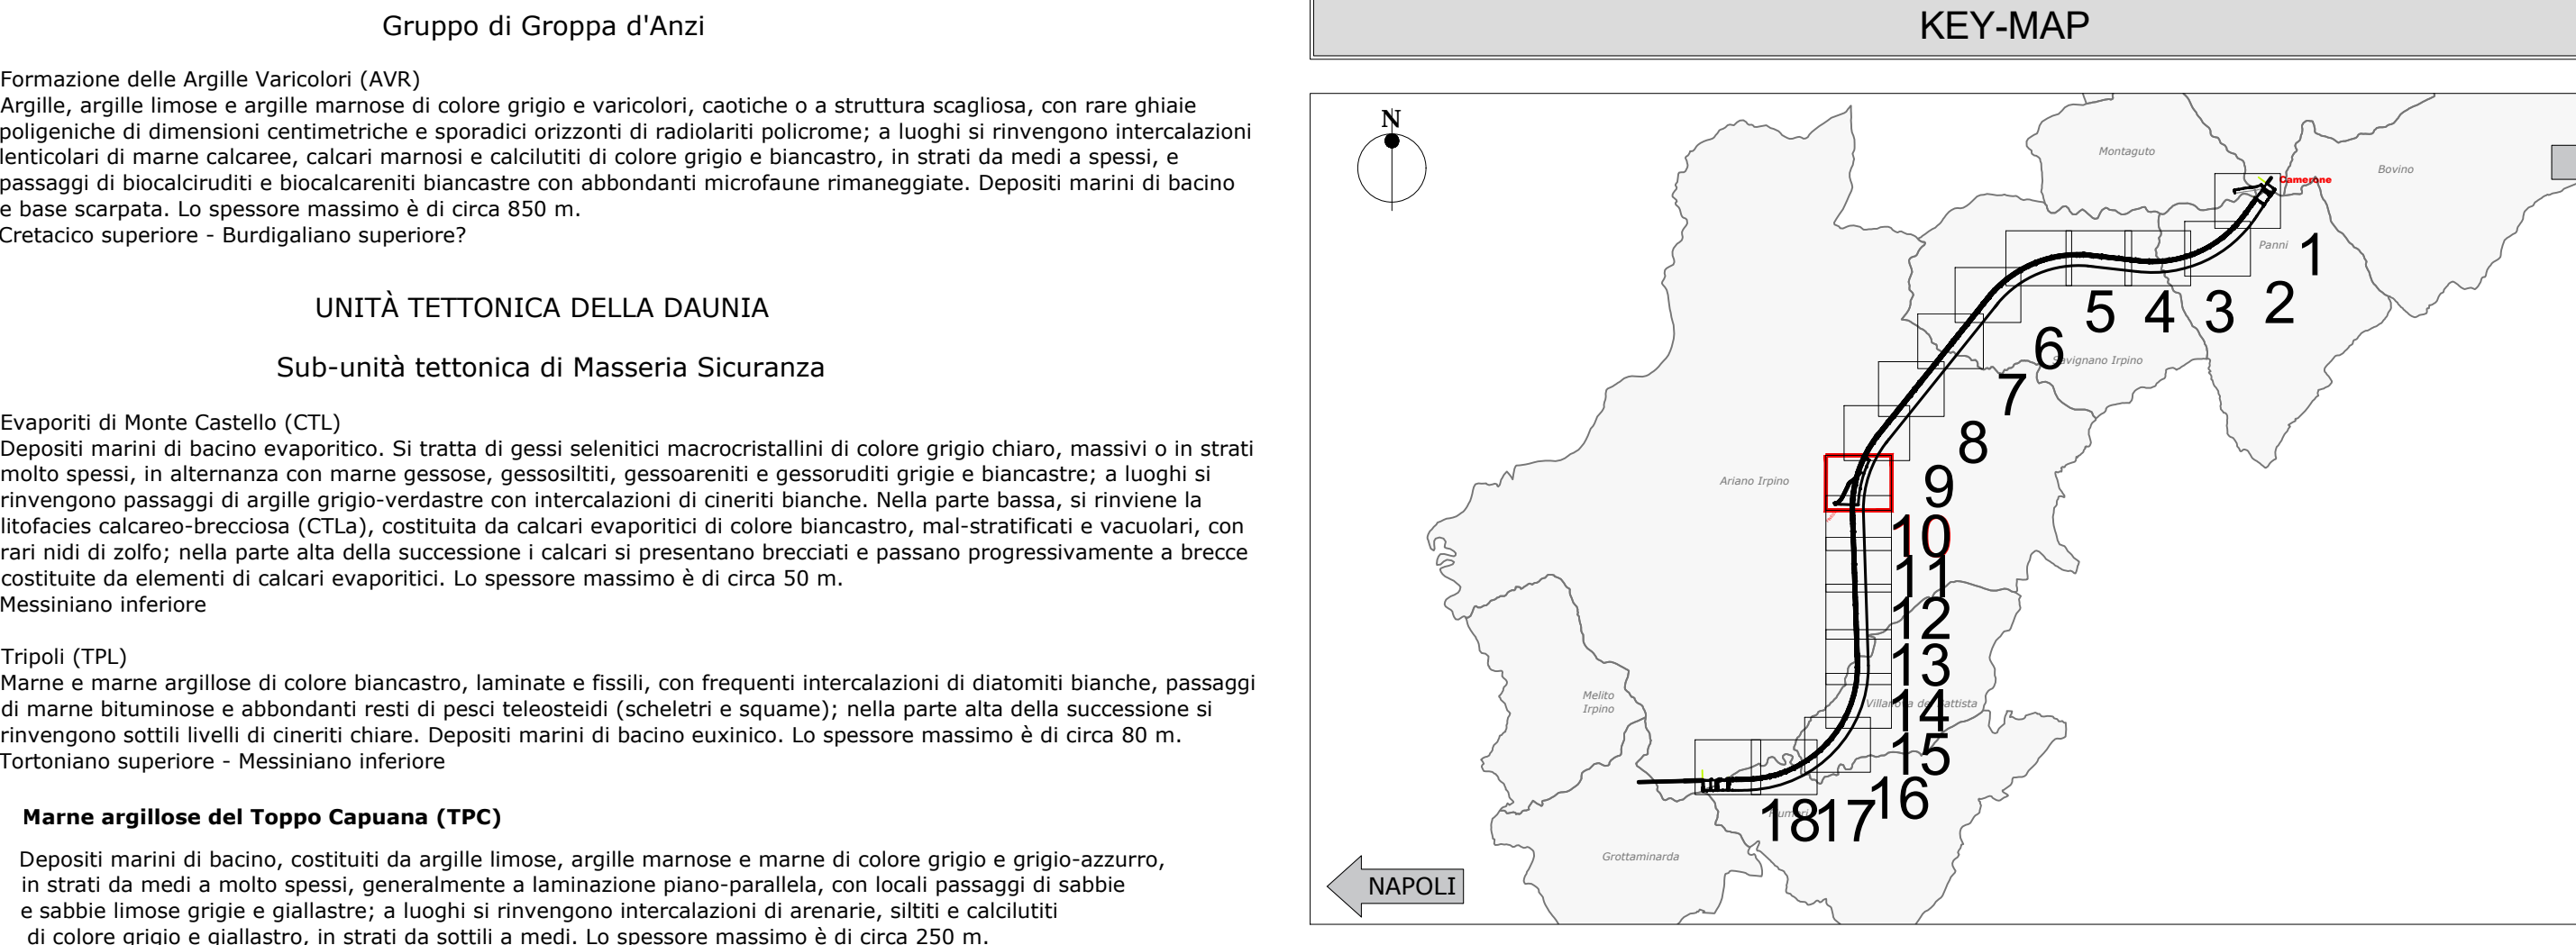 Gruppo di Groppa d'Anzi
Formazione delle Argille Varicolori (AVR)
Argille, argille limose e argille marnose di colore grigio e varicolori, caotiche o a struttura scagliosa, con rare ghiaie
poligeniche di dimensioni centimetriche e sporadici orizzonti di radiolariti policrome; a luoghi si rinvengono intercalazioni
lenticolari di marne calcaree, calcari marnosi e calcilutiti di colore grigio e biancastro, in strati da medi a spessi, e
passaggi di biocalciruditi e biocalcareniti biancastre con abbondanti microfaune rimaneggiate. Depositi marini di bacino
e base scarpata. Lo spessore massimo è di circa 850 m.
Cretacico superiore - Burdigaliano superiore?
UNITÀ TETTONICA DELLA DAUNIA
Sub-unità tettonica di Masseria Sicuranza
Evaporiti di Monte Castello (CTL)
Depositi marini di bacino evaporitico. Si tratta di gessi selenitici macrocristallini di colore grigio chiaro, massivi o in strati
molto spessi, in alternanza con marne gessose, gessosiltiti, gessoareniti e gessoruditi grigie e biancastre; a luoghi si
rinvengono passaggi di argille grigio-verdastre con intercalazioni di cineriti bianche. Nella parte bassa, si rinviene la
litofacies calcareo-brecciosa (CTLa), costituita da calcari evaporitici di colore biancastro, mal-stratificati e vacuolari, con
rari nidi di zolfo; nella parte alta della successione i calcari si presentano brecciati e passano progressivamente a brecce
costituite da elementi di calcari evaporitici. Lo spessore massimo è di circa 50 m.
Messiniano inferiore
Tripoli (TPL)
Marne e marne argillose di colore biancastro, laminate e fissili, con frequenti intercalazioni di diatomiti bianche, passaggi
di marne bituminose e abbondanti resti di pesci teleosteidi (scheletri e squame); nella parte alta della successione si
rinvengono sottili livelli di cineriti chiare. Depositi marini di bacino euxinico. Lo spessore massimo è di circa 80 m.
Tortoniano superiore - Messiniano inferiore
Marne argillose del Toppo Capuana (TPC)
Depositi marini di bacino, costituiti da argille limose, argille marnose e marne di colore grigio e grigio-azzurro,
in strati da medi a molto spessi, generalmente a laminazione piano-parallela, con locali passaggi di sabbie
e sabbie limose grigie e giallastre; a luoghi si rinvengono intercalazioni di arenarie, siltiti e calcilutiti
di colore grigio e giallastro, in strati da sottili a medi. Lo spessore massimo è di circa 250 m.
KEY-MAP
N
Montaguto
Bovino
Camerone
Panni
1
2
3
4
5
6
Savignano Irpino
7
8
Ariano Irpino
9
10
11
12
13
Melito
Irpino
14
15
16
17
18
Grottaminarda
NAPOLI